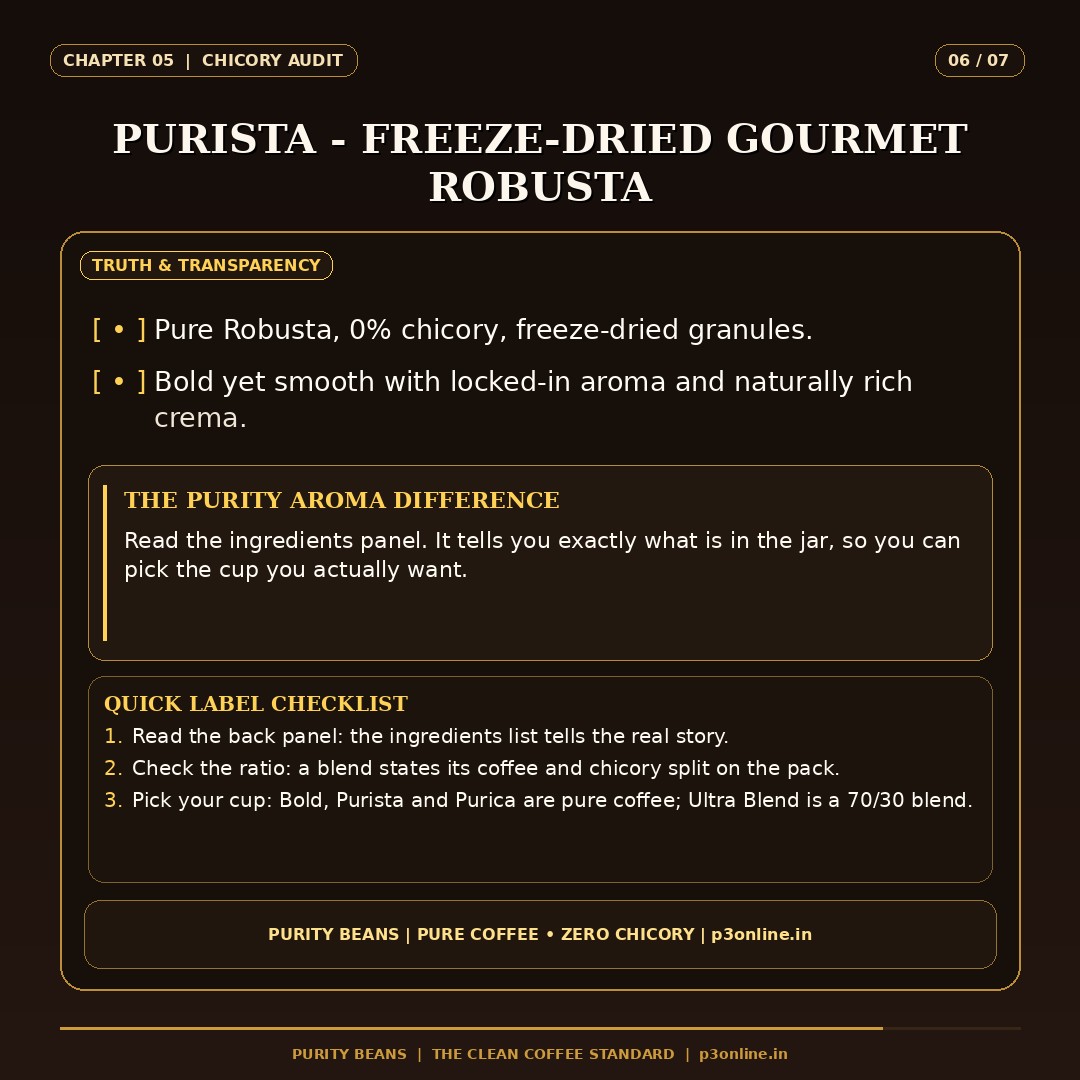 CHAPTER 05 | CHICORY AUDIT
06 / 07
PURISTA - FREEZE-DRIED GOURMET
ROBUSTA
TRUTH & TRANSPARENCY
[ • ] Pure Robusta, 0% chicory, freeze-dried granules.
[ • ] Bold yet smooth with locked-in aroma and naturally rich
crema.
THE PURITY AROMA DIFFERENCE
Read the ingredients panel. It tells you exactly what is in the jar, so you can
pick the cup you actually want.
QUICK LABEL CHECKLIST
1. Read the back panel: the ingredients list tells the real story.
2. Check the ratio: a blend states its coffee and chicory split on the pack.
3. Pick your cup: Bold, Purista and Purica are pure coffee; Ultra Blend is a 70/30 blend.
PURITY BEANS | PURE COFFEE • ZERO CHICORY | p3online.in
PURITY BEANS | THE CLEAN COFFEE STANDARD | p3online.in